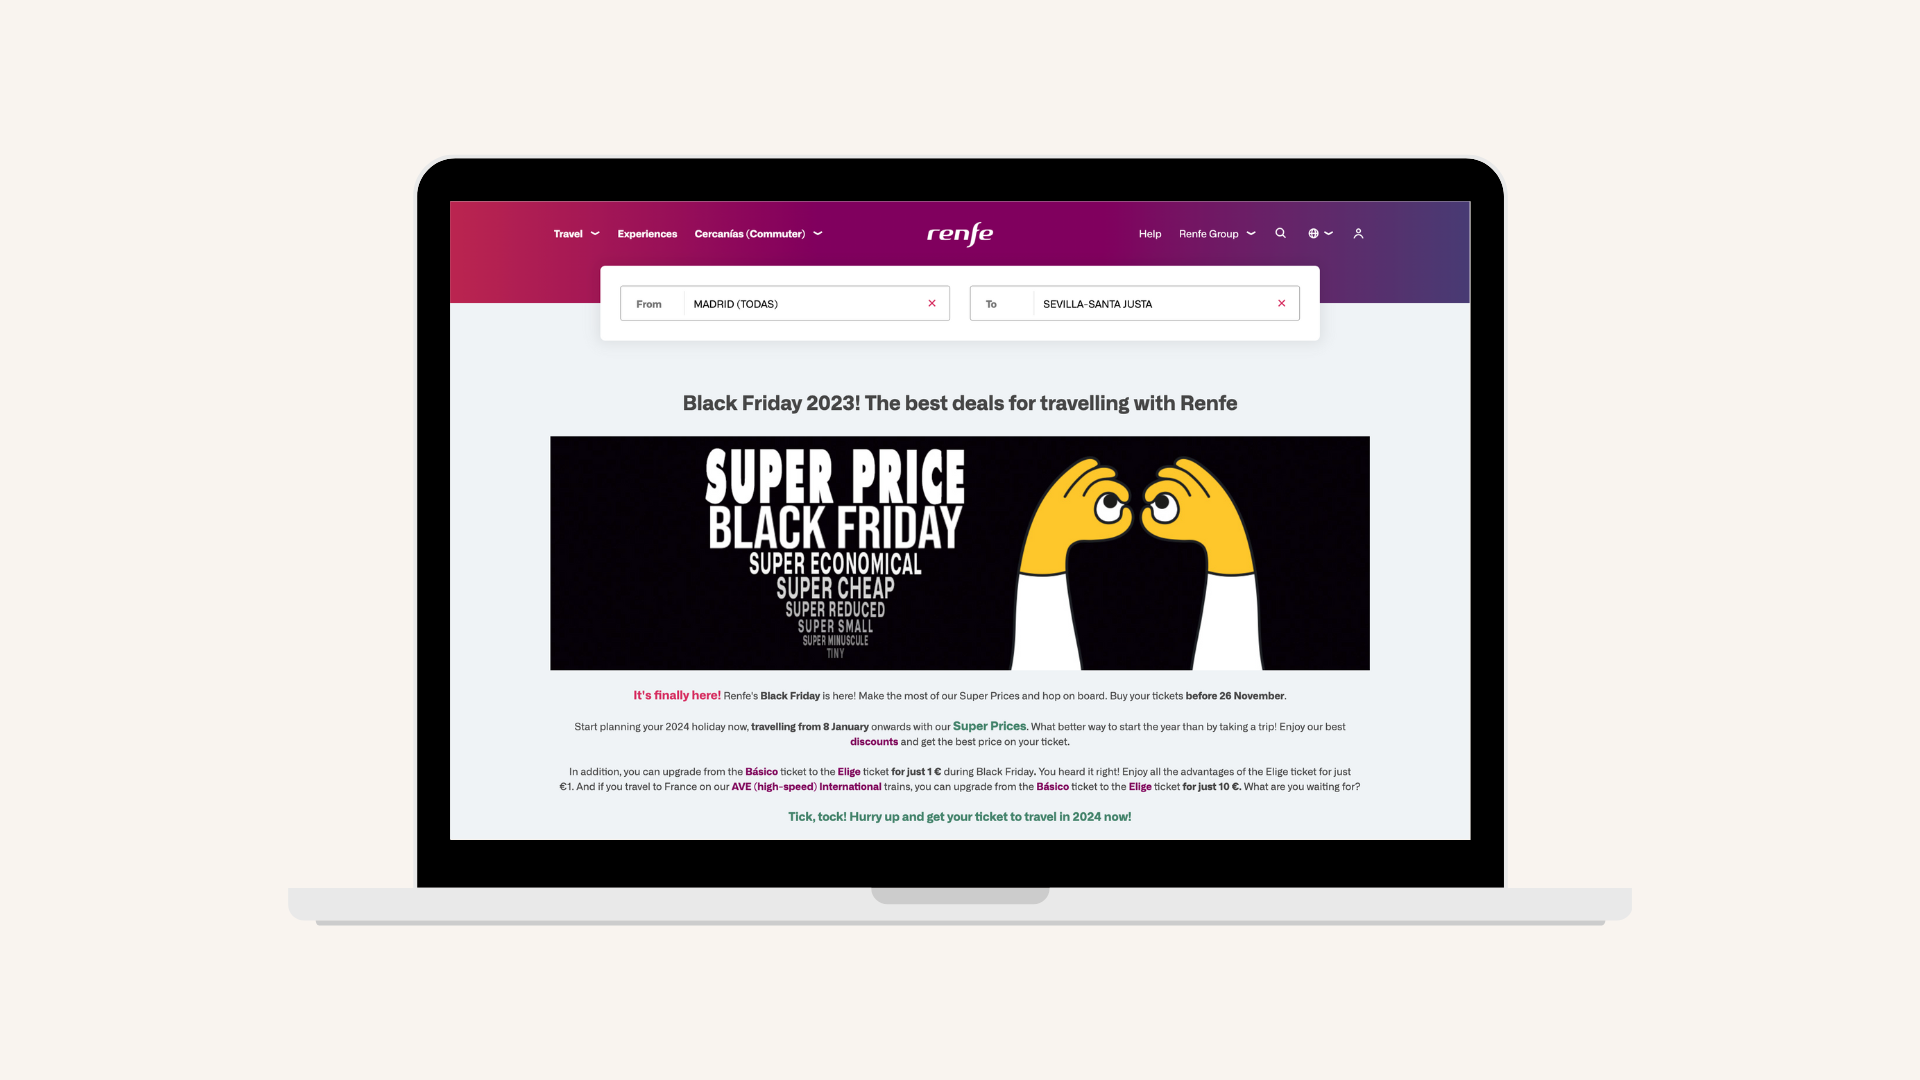 Travel Experiences Cercanías (Commuter) renfe Help Renfe Group
From MADRID (TODAS) To SEVILLA-SANTA JUSTA
Black Friday 2023! The best deals for travelling with Renfe
SUPER PRICE
BLACK FRIDAY
SUPER ECONOMICAL
SUPER CHEAP
SUPER REDUCED
SUPER SMALL
SUPER MINUSCULE
TINY
It's finally here! Renfe's Black Friday is here! Make the most of our Super Prices and hop on board. Buy your tickets before 26 November.
Start planning your 2024 holiday now, travelling from 8 January onwards with our Super Prices. What better way to start the year than by taking a trip! Enjoy our best
discounts and get the best price on your ticket.
In addition, you can upgrade from the Básico ticket to the Elige ticket for just 1 € during Black Friday. You heard it right! Enjoy all the advantages of the Elige ticket for just
€1. And if you travel to France on our AVE (high-speed) International trains, you can upgrade from the Básico ticket to the Elige ticket for just 10 €. What are you waiting for?
Tick, tock! Hurry up and get your ticket to travel in 2024 now!